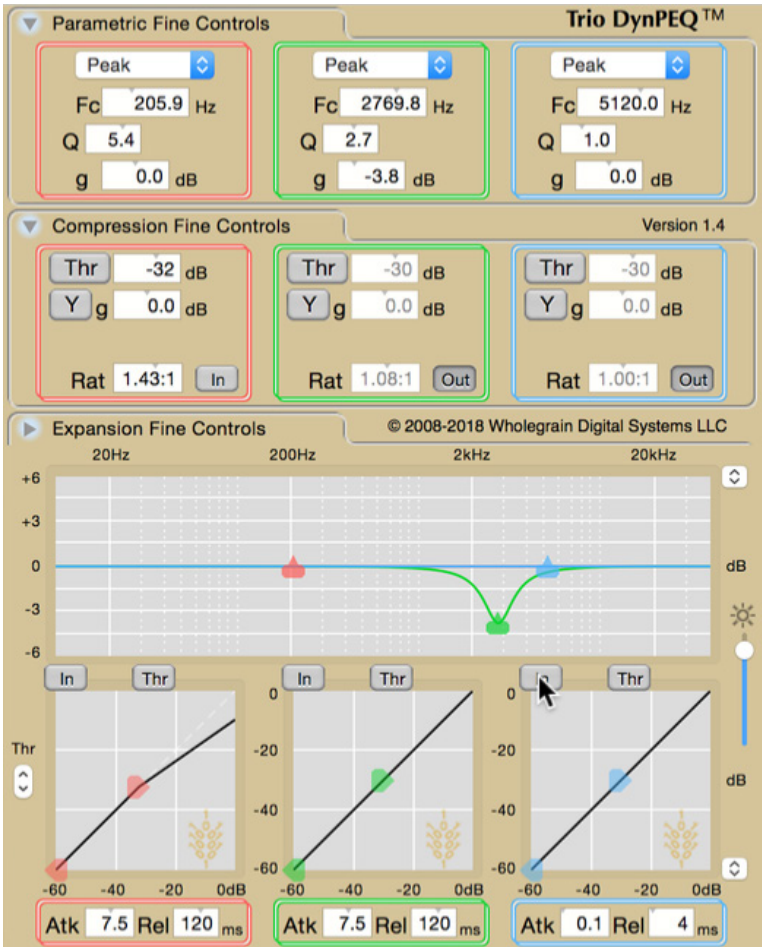 Parametric Fine Controls Trio DynPEQ™
Peak Peak Peak
Fc 205.9 Hz Fc 2769.8 Hz Fc 5120.0 Hz
Q 5.4 Q 2.7 Q 1.0
g 0.0 dB g -3.8 dB g 0.0 dB
Compression Fine Controls Version 1.4
Thr -32 dB Thr -30 dB Thr -30 dB
Y g 0.0 dB Y g 0.0 dB Y g 0.0 dB
Rat 1.43:1 In Rat 1.08:1 Out Rat 1.00:1 Out
Expansion Fine Controls © 2008-2018 Wholegrain Digital Systems LLC
20Hz 200Hz 2kHz 20kHz
+6
+3
0 dB
-3
-6
In Thr In Thr Thr
0 0
Thr -20 -20
dB
-40 -40
-60 -60
-60 -40 -20 0dB -60 -40 -20 0dB -60 -40 -20 0dB
Atk 7.5 Rel 120 ms Atk 7.5 Rel 120 ms Atk 0.1 Rel 4 ms